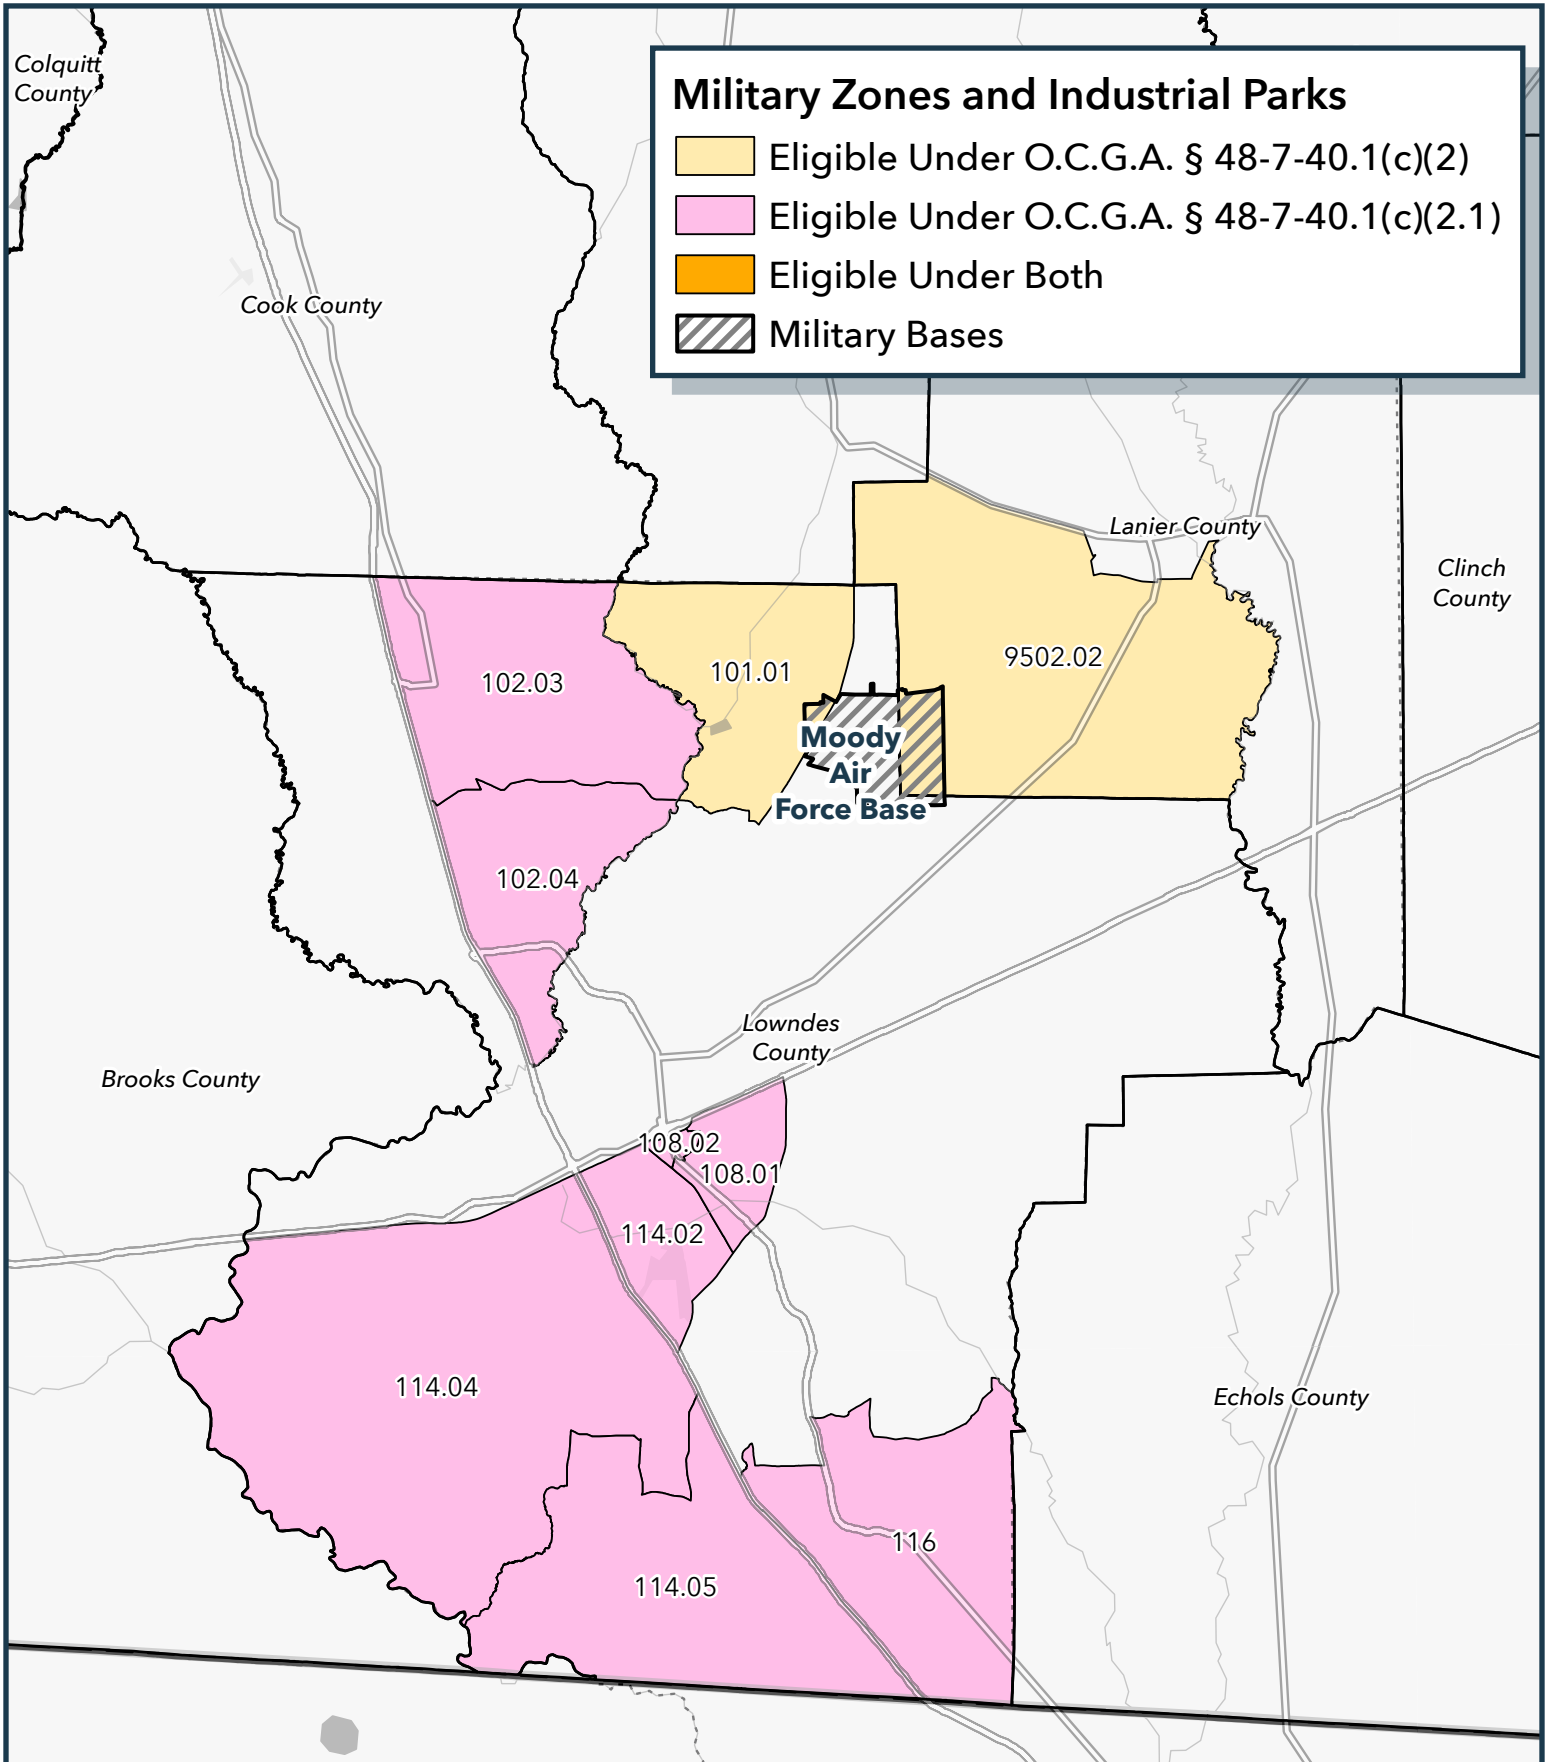 Colquitt
County
Military Zones and Industrial Parks
Eligible Under O.C.G.A. § 48-7-40.1(c)(2)
Eligible Under O.C.G.A. § 48-7-40.1(c)(2.1)
Eligible Under Both
Military Bases
Cook County
Lanier County
Clinch
County
102.03
101.01
9502.02
Moody
Air
Force Base
102.04
Lowndes
County
Brooks County
108.02
108.01
114.02
114.04
Echols County
116
114.05